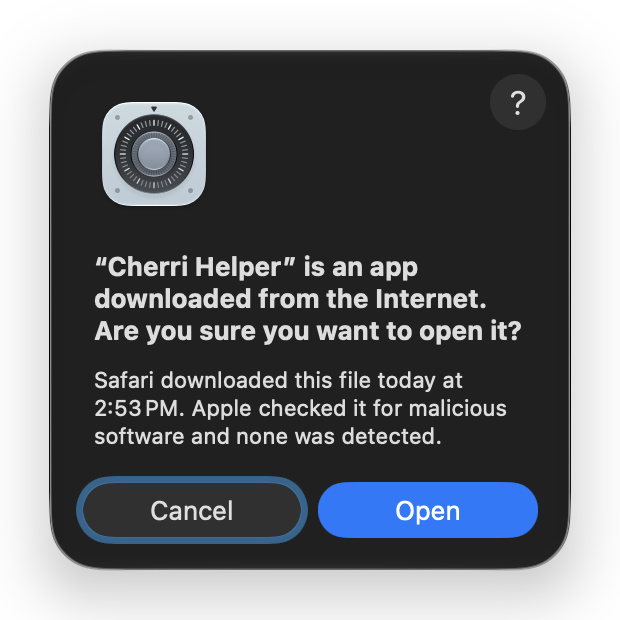 ?
“Cherri Helper” is an app
downloaded from the Internet.
Are you sure you want to open it?
Safari downloaded this file today at
2:53 PM. Apple checked it for malicious
software and none was detected.
Cancel
Open